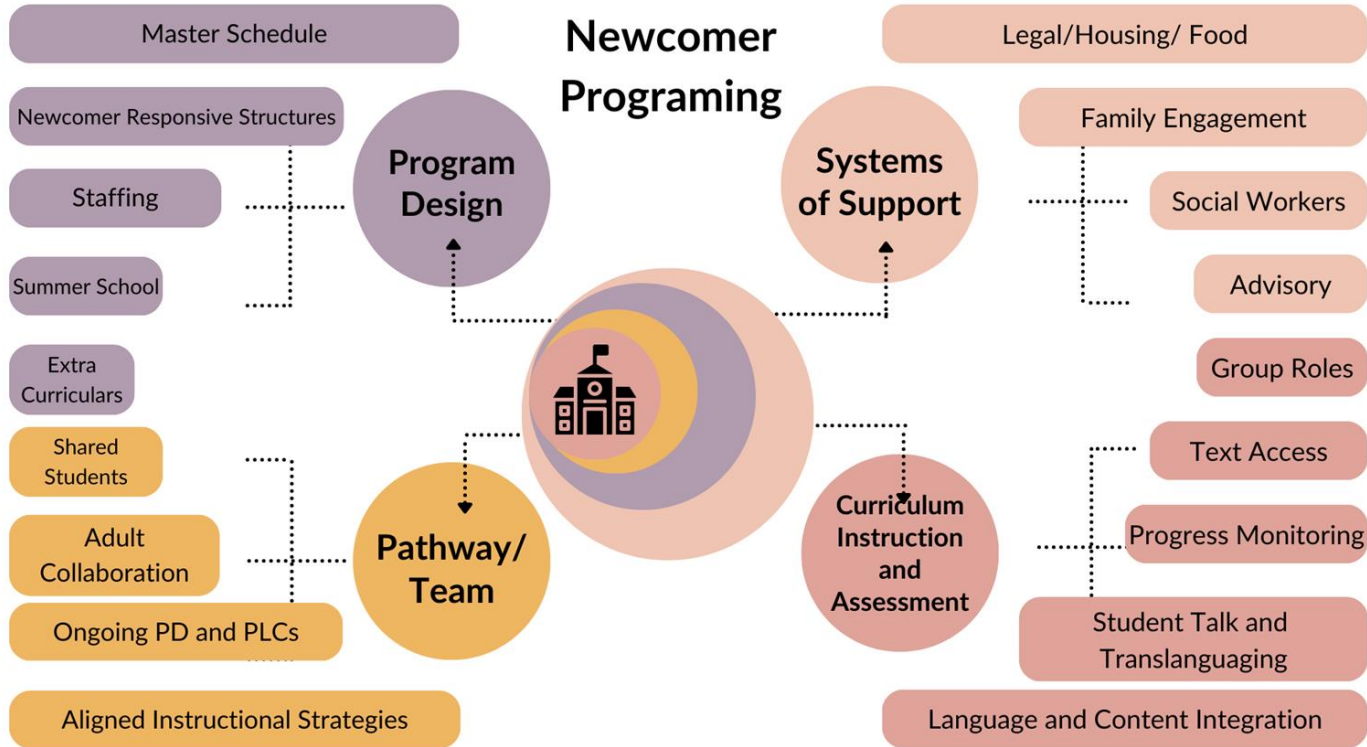 Newcomer
Programing
Master Schedule
Newcomer Responsive Structures
Staffing
Summer School
Extra
Curriculars
Program
Design
Legal/Housing/ Food
Family Engagement
Social Workers
Advisory
Systems
of Support
Shared
Students
Adult
Collaboration
Ongoing PD and PLCs
Aligned Instructional Strategies
Pathway/
Team
Group Roles
Text Access
Progress Monitoring
Student Talk and
Translanguaging
Language and Content Integration
Curriculum
Instruction
and
Assessment